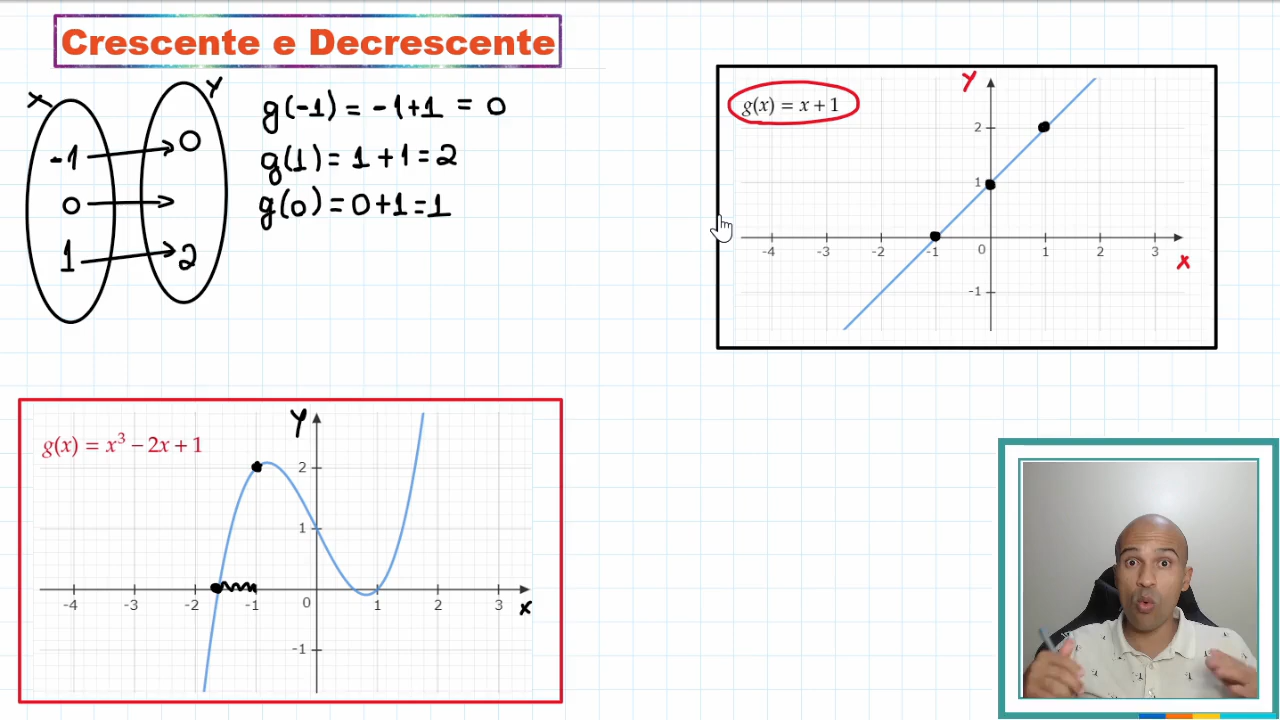 Crescente e Decrescente
x y
-1 → 0
0 →
1 → 2
g(-1) = -1+1 = 0
g(1) = 1+1=2
g(0) = 0+1=1
g(x) = x + 1
y
2
1
-4 -3 -2 -1 0 1 2 3
x
-1
g(x) = x³ − 2x + 1
y
2
1
-4 -3 -2 -1 0 1 2 3
x
-1